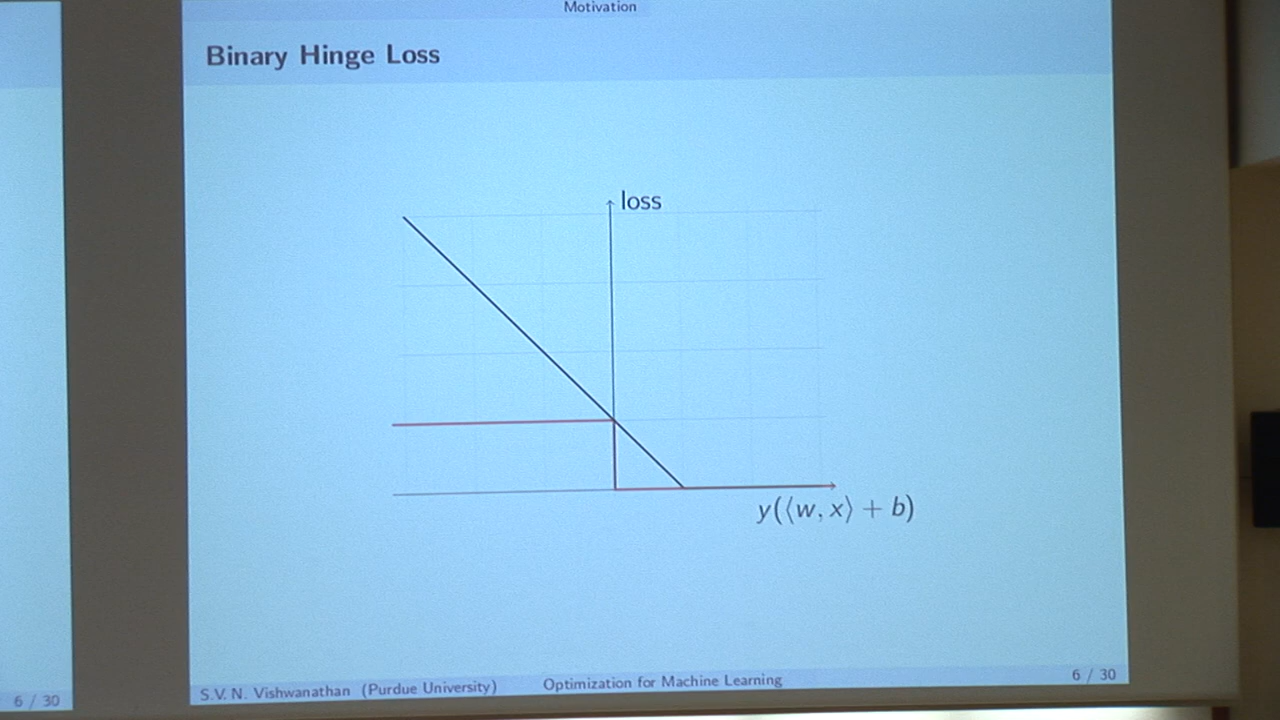 Motivation
Binary Hinge Loss
loss
y(⟨w, x⟩ + b)
6 / 30
S.V. N. Vishwanathan (Purdue University)
Optimization for Machine Learning
6 / 30